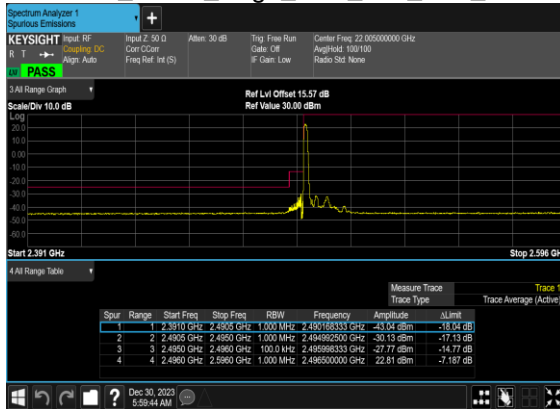 Spectrum Analyzer 1
Spurious Emissions
+
KEYSIGHT Input: RF Input Z: 50 Ω Atten: 30 dB Trig: Free Run Center Freq: 22.005000000 GHz
R T Coupling: DC Corr CCorr Gate: Off Avg|Hold: 100/100
Align: Auto Freq Ref: Int (S) IF Gain: Low Radio Std: None
PASS
3 All Range Graph Ref Lvl Offset 15.57 dB
Scale/Div 10.0 dB Ref Value 30.00 dBm
Log
20.0
10.0
0.00
-10.0
-20.0
-30.0
-40.0
-50.0
-60.0
Start 2.391 GHz Stop 2.596 GH
4 All Range Table
Measure Trace Trace 1
Trace Type Trace Average (Active)
Spur Range Start Freq Stop Freq RBW Frequency Amplitude ΔLimit
1 1 2.3910 GHz 2.4905 GHz 1.000 MHz 2.490168333 GHz -43.04 dBm -18.04 dB
2 2 2.4905 GHz 2.4950 GHz 1.000 MHz 2.494992500 GHz -30.13 dBm -17.13 dB
3 3 2.4950 GHz 2.4960 GHz 100.0 kHz 2.495998333 GHz -27.77 dBm -14.77 dB
4 4 2.4960 GHz 2.5960 GHz 1.000 MHz 2.496500000 GHz 22.81 dBm -7.187 dB
? Dec 30, 2023
5:59:44 AM